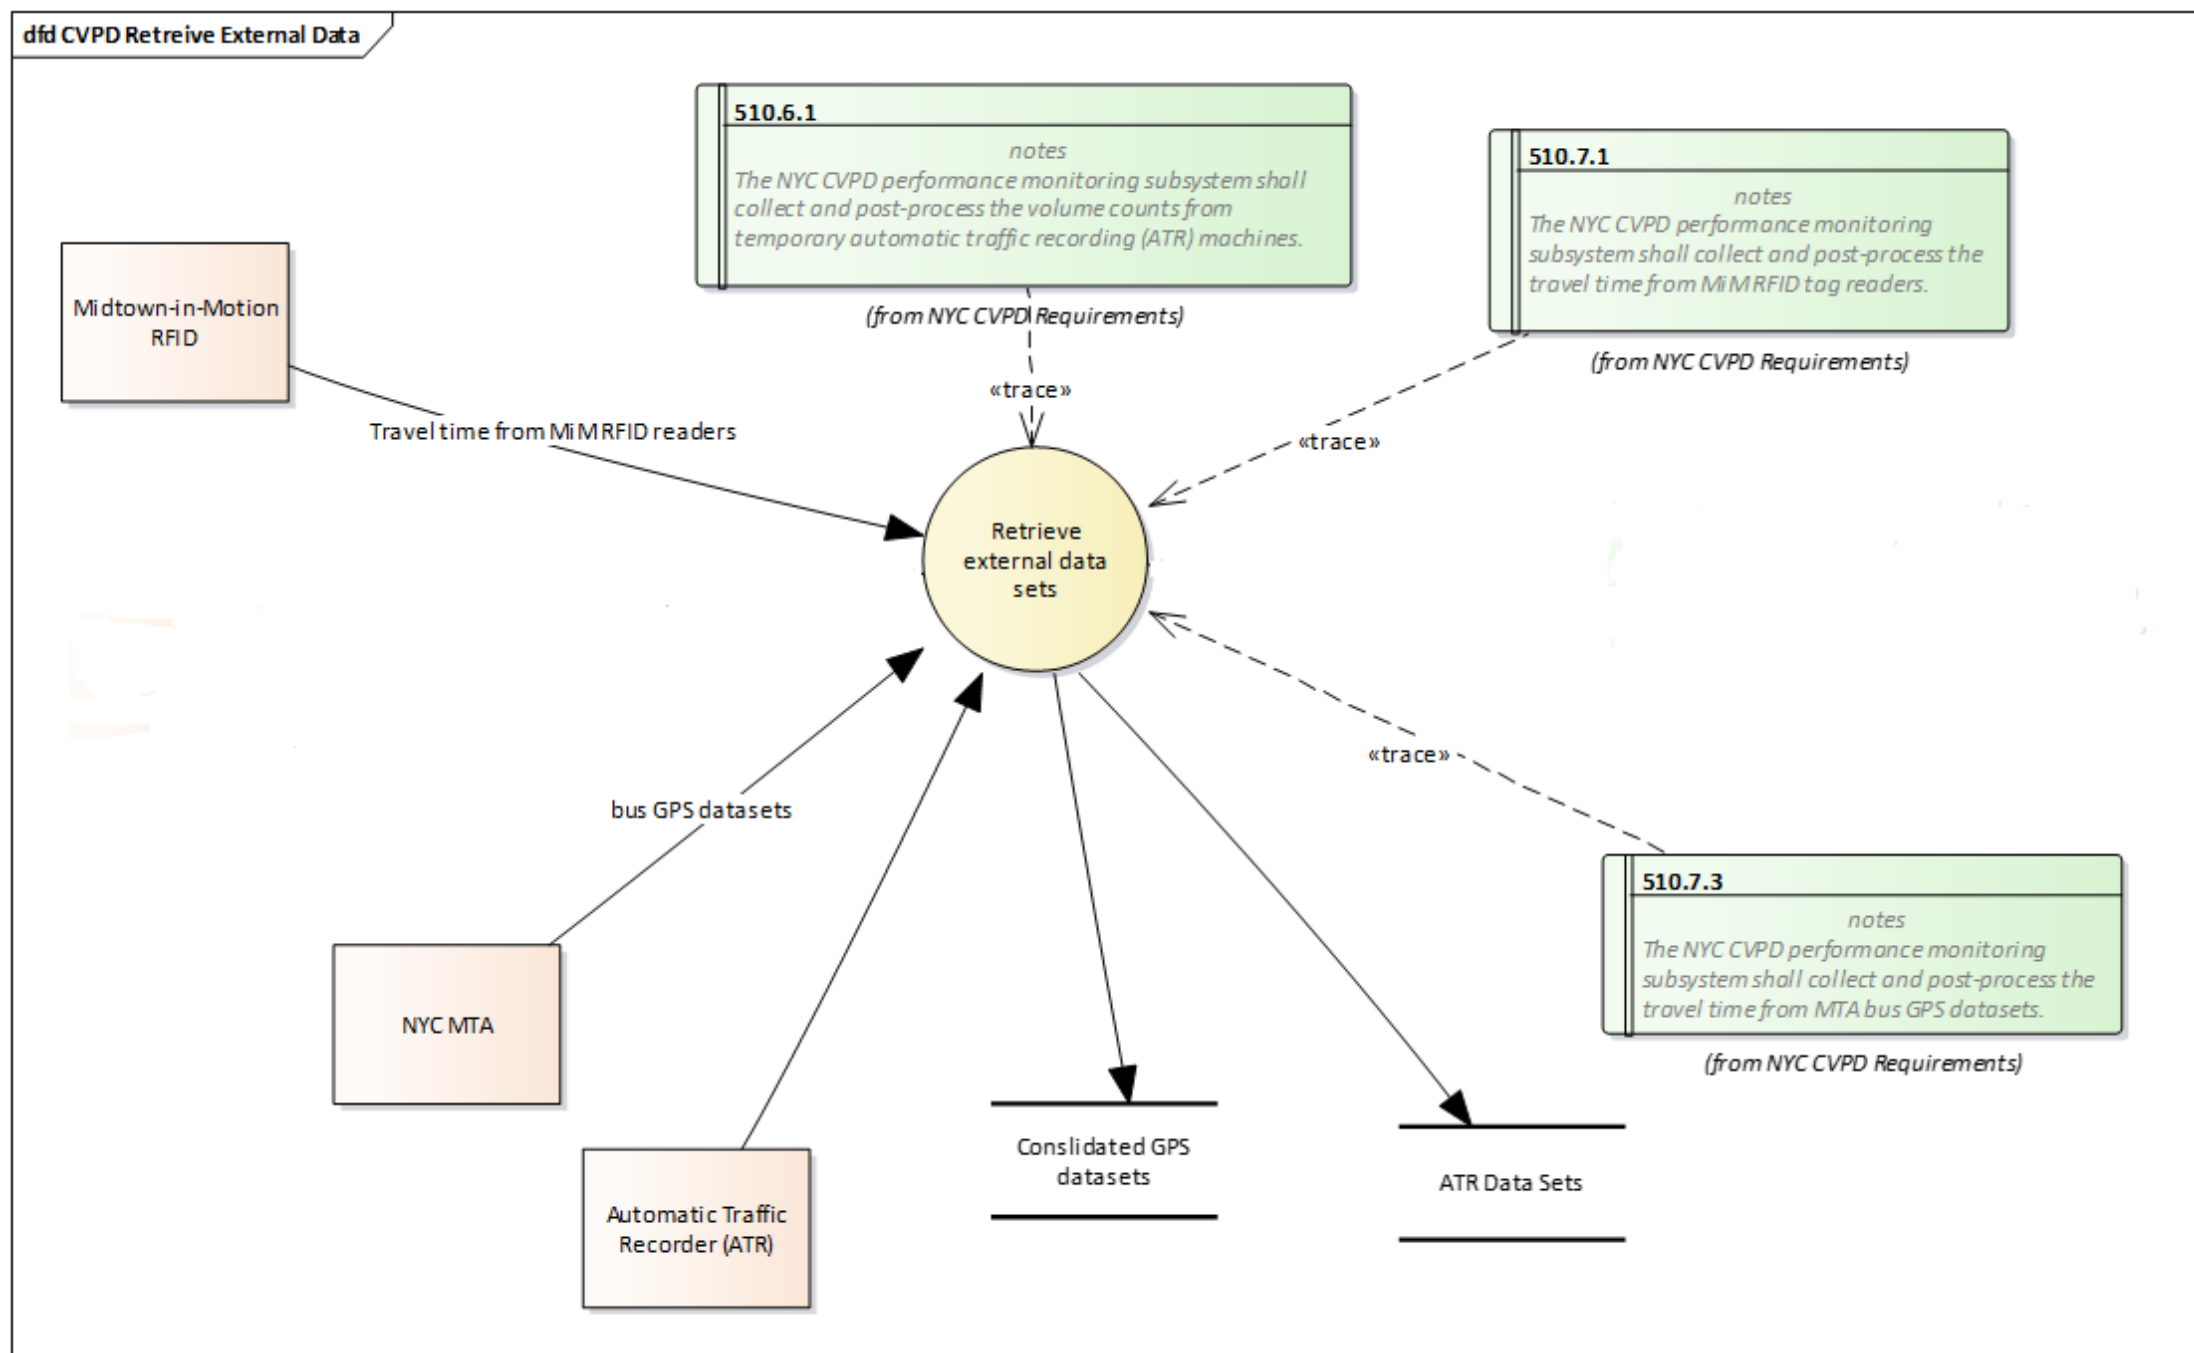 dfd CVPD Retreive External Data
510.6.1
notes
The NYC CVPD performance monitoring subsystem shall
collect and post-process the volume counts from
temporary automatic traffic recording (ATR) machines.
(from NYC CVPD Requirements)
510.7.1
notes
The NYC CVPD performance monitoring
subsystem shall collect and post-process the
travel time from MiM RFID tag readers.
(from NYC CVPD Requirements)
Midtown-in-Motion
RFID
«trace»
Travel time from MiM RFID readers
«trace»
Retrieve
external data
sets
«trace»
bus GPS datasets
510.7.3
notes
The NYC CVPD performance monitoring
subsystem shall collect and post-process the
travel time from MTA bus GPS datasets.
(from NYC CVPD Requirements)
NYC MTA
Automatic Traffic
Recorder (ATR)
Conslidated GPS
datasets
ATR Data Sets